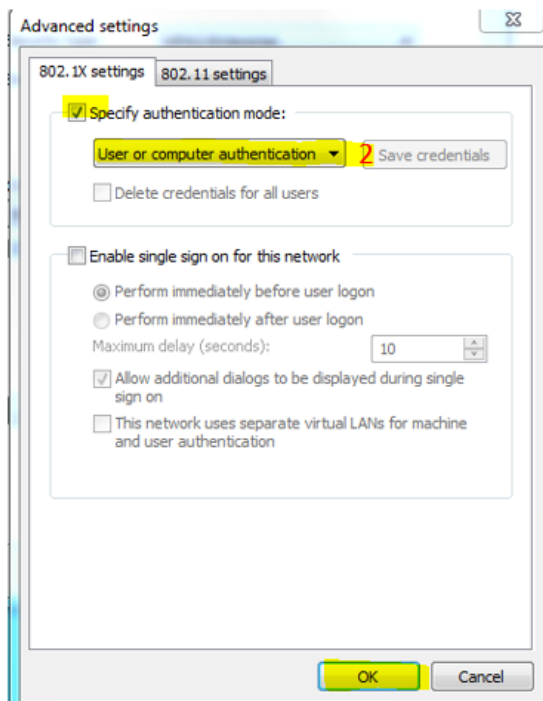 Advanced settings
802.1X settings
802.11 settings
Specify authentication mode:
User or computer authentication
2
Save credentials
Delete credentials for all users
Enable single sign on for this network
Perform immediately before user logon
Perform immediately after user logon
Maximum delay (seconds):
10
Allow additional dialogs to be displayed during single
sign on
This network uses separate virtual LANs for machine
and user authentication
OK
Cancel